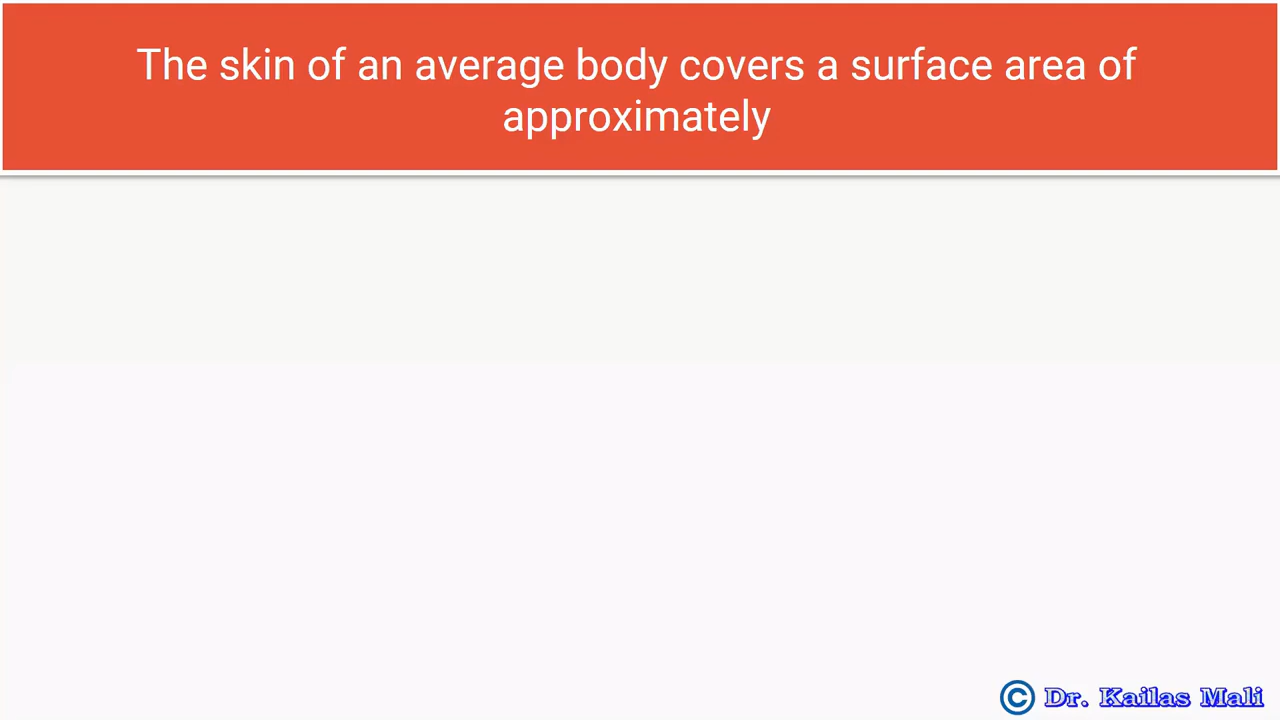 The skin of an average body covers a surface area of
approximately
© Dr. Kailas Mali